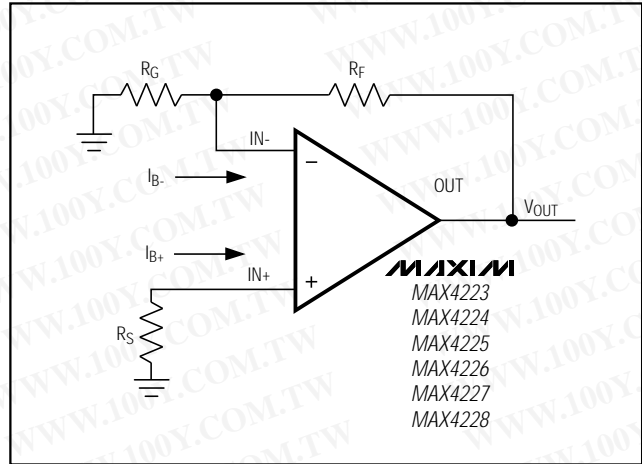 RG
RF
IN-
−
IB-
OUT
VOUT
IB+
IN+
+
RS
MAXIM
MAX4223
MAX4224
MAX4225
MAX4226
MAX4227
MAX4228
WWW.100Y.COM.TW